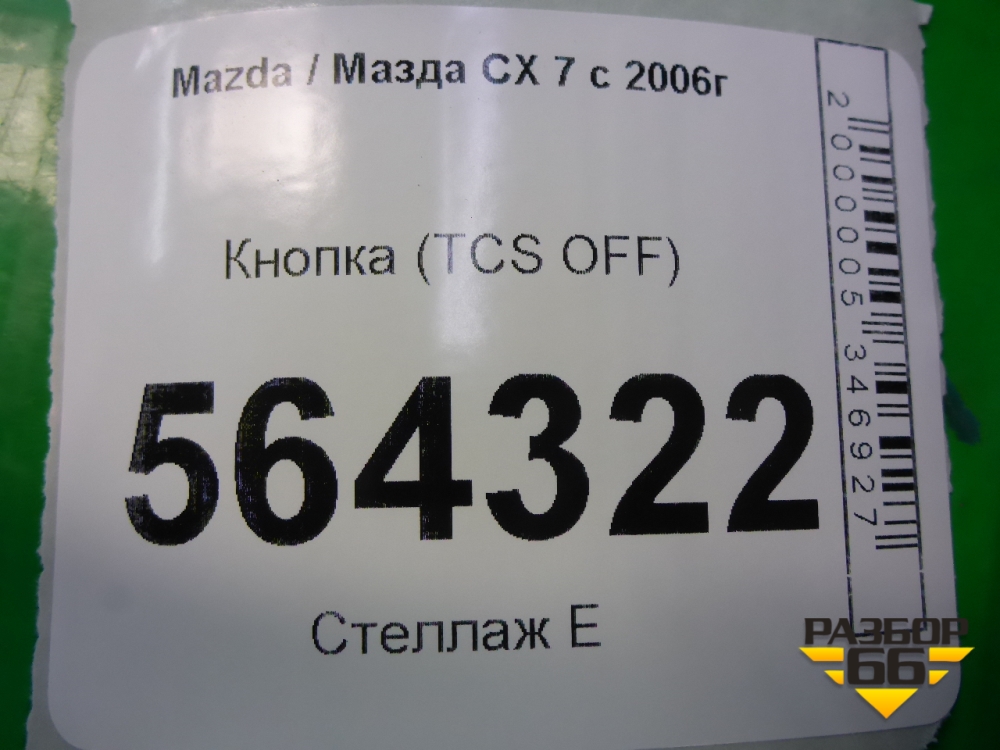 Mazda / Мазда CX 7 с 2006г
Кнопка (TCS OFF)
564322
Стеллаж E
2000005346927
РАЗБОР
66